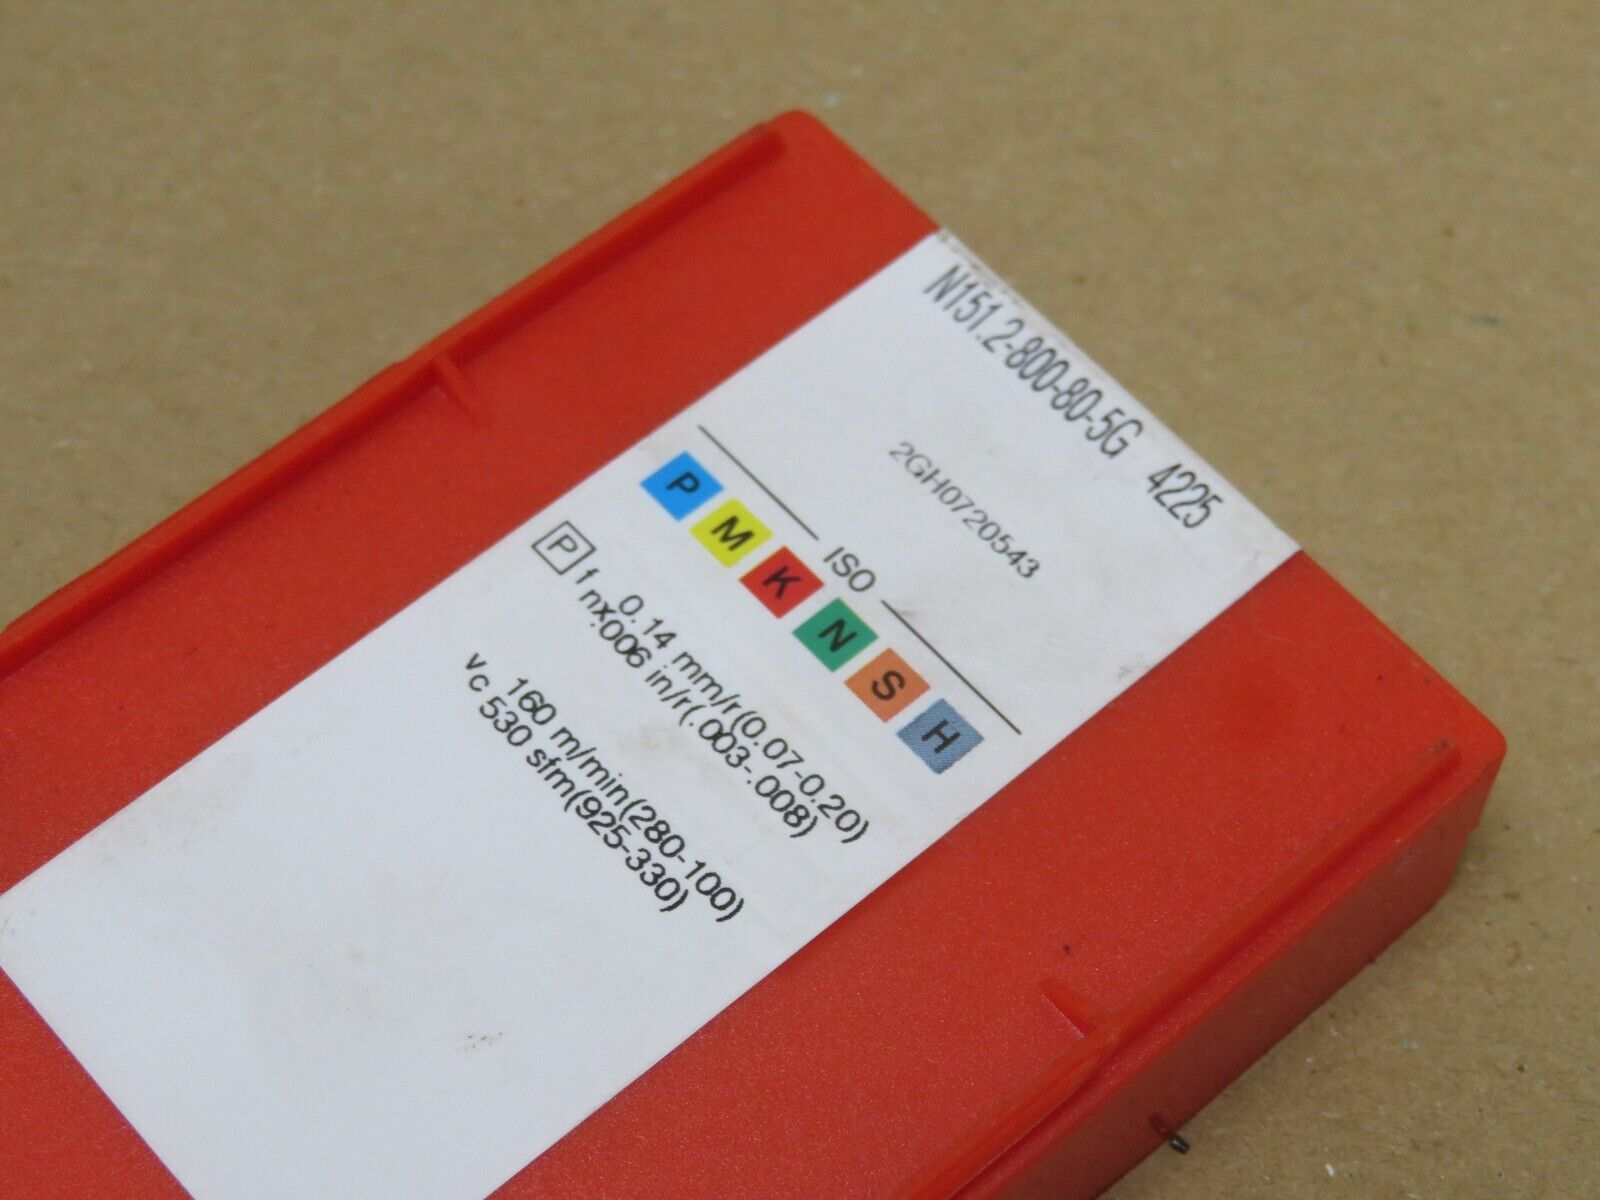 N151.2-800-80-5G 4225
2GH0720543
ISO
P M K N S H
0.14 mm/r(0.07-0.20)
P f nx.006 in/r(.003-.008)
160 m/min(280-100)
vc 530 sfm(925-330)